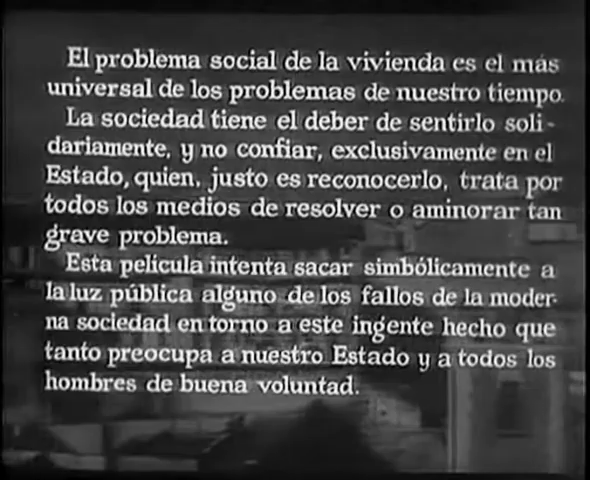 El problema social de la vivienda es el más
universal de los problemas de nuestro tiempo.
La sociedad tiene el deber de sentirlo soli-
dariamente, y no confiar, exclusivamente en el
Estado, quien, justo es reconocerlo, trata por
todos los medios de resolver o aminorar tan
grave problema.
Esta película intenta sacar simbólicamente a
la luz pública alguno de los fallos de la moder-
na sociedad en torno a este ingente hecho que
tanto preocupa a nuestro Estado y a todos los
hombres de buena voluntad.